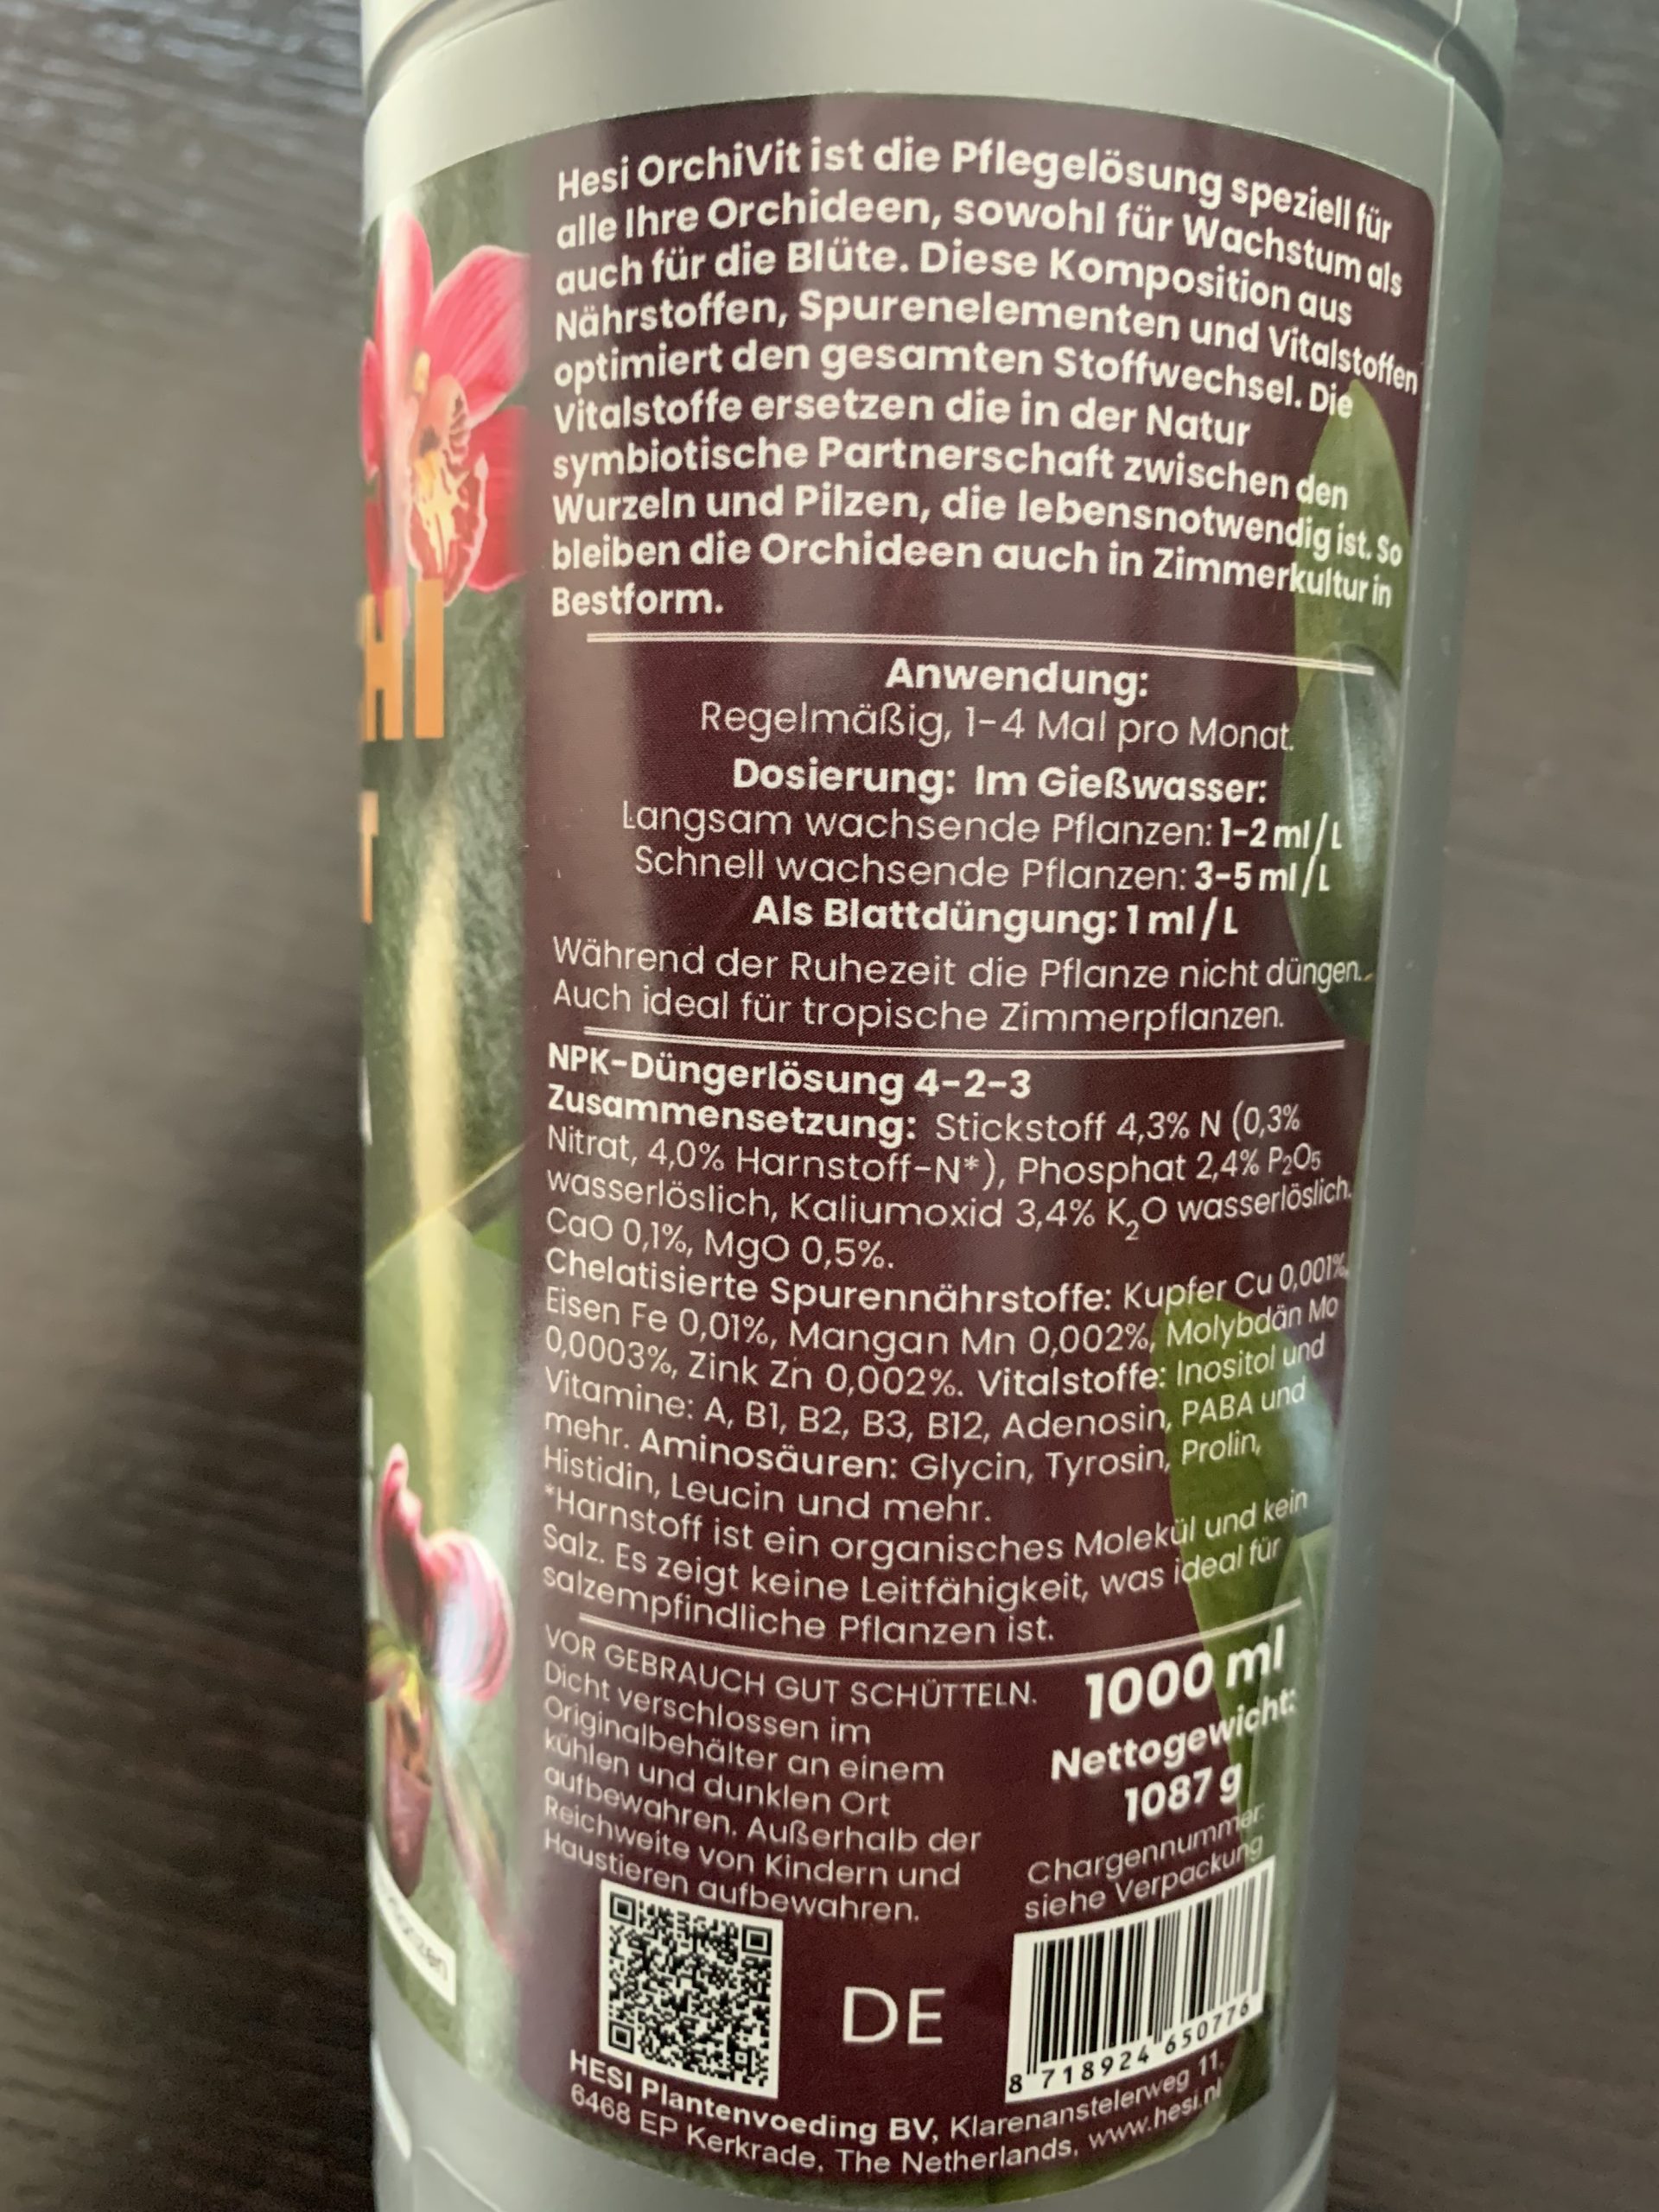 Hesi OrchiVit ist die Pflegelösung speziell für
alle Ihre Orchideen, sowohl für Wachstum als
auch für die Blüte. Diese Komposition aus
Nährstoffen, Spurenelementen und Vitalstoffen
optimiert den gesamten Stoffwechsel. Die
Vitalstoffe ersetzen die in der Natur
symbiotische Partnerschaft zwischen den
Wurzeln und Pilzen, die lebensnotwendig ist. So
bleiben die Orchideen auch in Zimmerkultur in
Bestform.
HI
T
Anwendung:
Regelmäßig, 1-4 Mal pro Monat.
Dosierung: Im Gießwasser:
Langsam wachsende Pflanzen: 1-2 ml/L
Schnell wachsende Pflanzen: 3-5 ml/L
Als Blattdüngung: 1 ml/L
Während der Ruhezeit die Pflanze nicht düngen.
Auch ideal für tropische Zimmerpflanzen.
NPK-Düngerlösung 4-2-3
Zusammensetzung: Stickstoff 4,3% N (0,3%
Nitrat, 4,0% Harnstoff-N*), Phosphat 2,4% P₂O₅
wasserlöslich, Kaliumoxid 3,4% K₂O wasserlöslich.
CaO 0,1%, MgO 0,5%.
Chelatisierte Spurennährstoffe: Kupfer Cu 0,001%,
Eisen Fe 0,01%, Mangan Mn 0,002%, Molybdän Mo
0,0003%, Zink Zn 0,002%. Vitalstoffe: Inositol und
Vitamine: A, B1, B2, B3, B12, Adenosin, PABA und
mehr. Aminosäuren: Glycin, Tyrosin, Prolin,
Histidin, Leucin und mehr.
*Harnstoff ist ein organisches Molekül und kein
Salz. Es zeigt keine Leitfähigkeit, was ideal für
salzempfindliche Pflanzen ist.
VOR GEBRAUCH GUT SCHÜTTELN.
Dicht verschlossen im
Originalbehälter an einem
kühlen und dunklen Ort
aufbewahren. Außerhalb der
Reichweite von Kindern und
Haustieren aufbewahren.
1000 ml
Nettogewicht:
1087 g
Chargennummer:
siehe Verpackung
DE
8 718924 650776
HESI Plantenvoeding BV, Klarenanstelerweg 11,
6468 EP Kerkrade, The Netherlands, www.hesi.nl